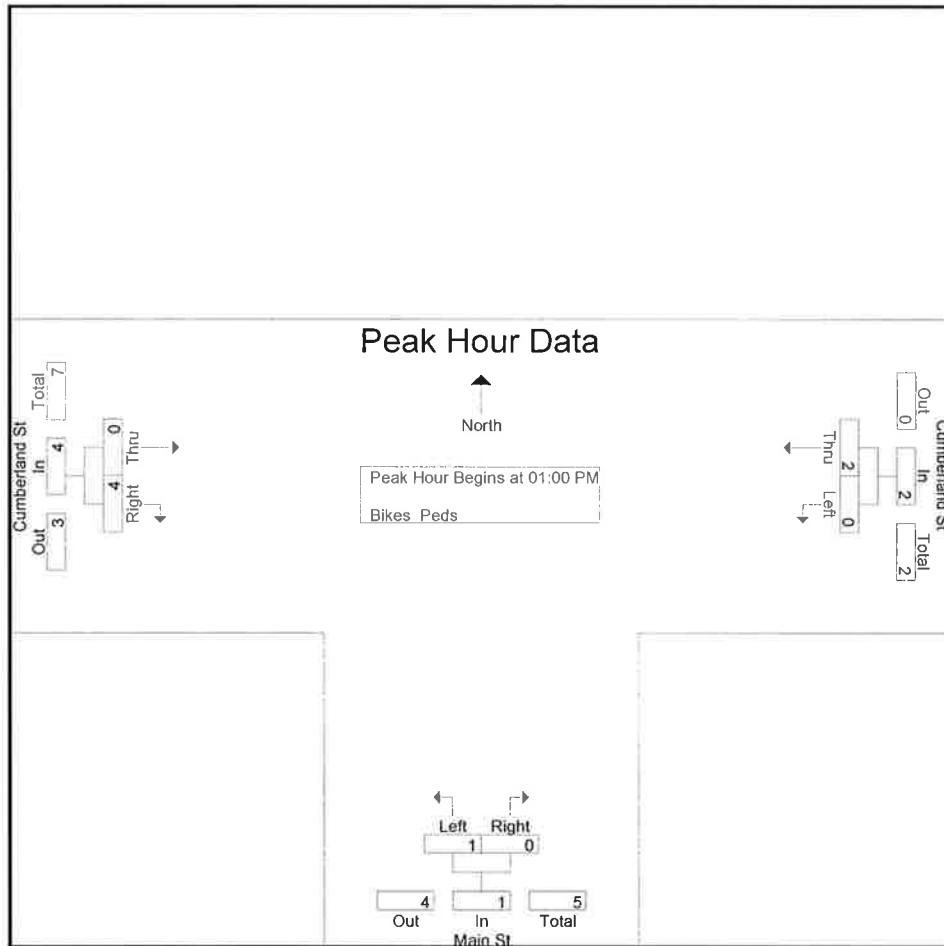 Peak Hour Data
North
Peak Hour Begins at 01:00 PM
Bikes Peds
Cumberland St
Out In Total
3 4 7
Right Thru
4 0
Cumberland St
Out In Total
0 2 2
Thru Left
2 0
Left Right
1 0
4 1 5
Out In Total
Main St